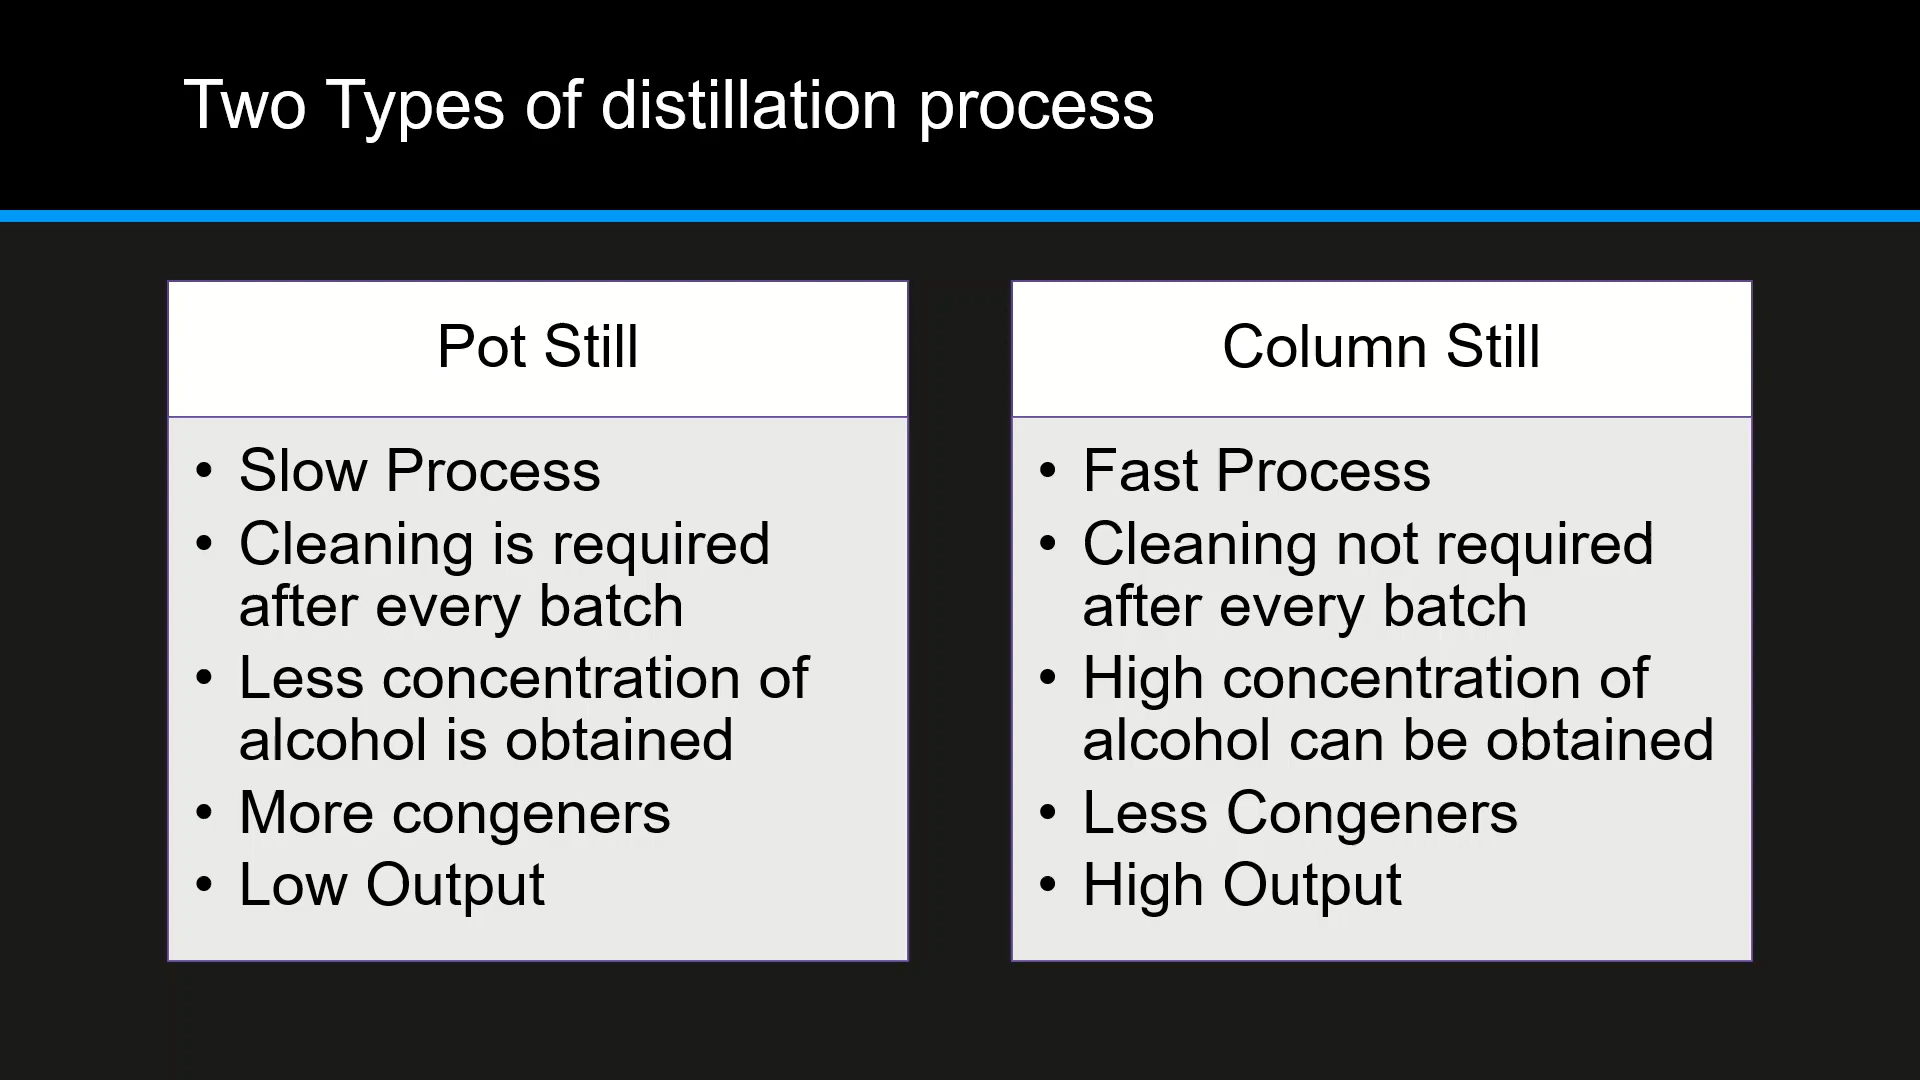 Two Types of distillation process
Pot Still
• Slow Process
• Cleaning is required
after every batch
• Less concentration of
alcohol is obtained
• More congeners
• Low Output
Column Still
• Fast Process
• Cleaning not required
after every batch
• High concentration of
alcohol can be obtained
• Less Congeners
• High Output